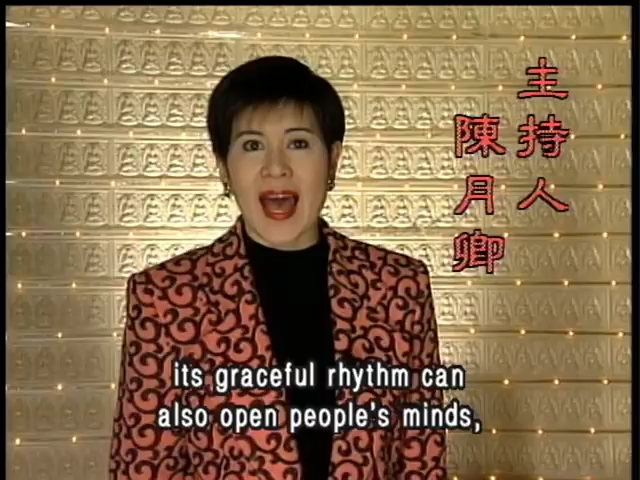 主持人
陳月卿
its graceful rhythm can
also open people's minds,